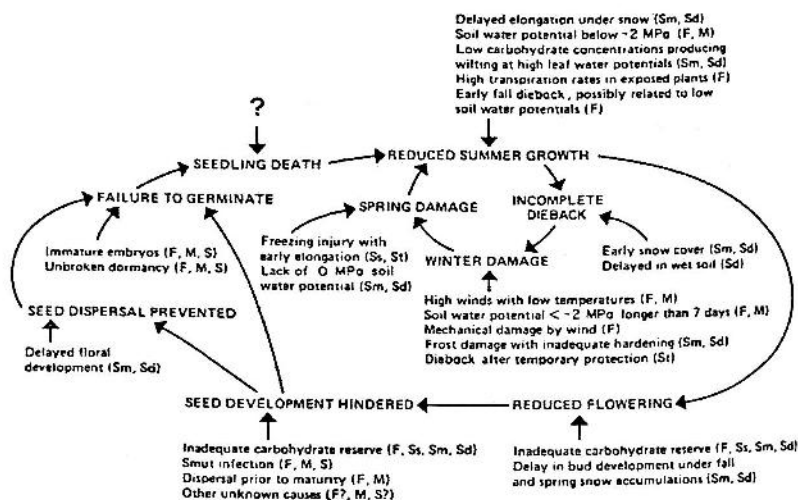 Delayed elongation under snow (Sm, Sd)
Soil water potential below -2 MPa (F, M)
Low carbohydrate concentrations producing
wilting at high leaf water potentials (Sm, Sd)
High transpiration rates in exposed plants (F)
Early fall dieback, possibly related to low
soil water potentials (F)
?
SEEDLING DEATH
REDUCED SUMMER GROWTH
FAILURE TO GERMINATE
SPRING DAMAGE
INCOMPLETE
DIEBACK
Immature embryos (F, M, S)
Unbroken dormancy (F, M, S)
Freezing injury with
early elongation (Ss, St)
Lack of 0 MPa soil
water potential (Sm, Sd)
WINTER DAMAGE
Early snow cover (Sm, Sd)
Delayed in wet soil (Sd)
SEED DISPERSAL PREVENTED
High winds with low temperatures (F, M)
Soil water potential < -2 MPa longer than 7 days (F, M)
Mechanical damage by wind (F)
Frost damage with inadequate hardening (Sm, Sd)
Dieback after temporary protection (St)
Delayed floral
development (Sm, Sd)
SEED DEVELOPMENT HINDERED
REDUCED FLOWERING
Inadequate carbohydrate reserve (F, Ss, Sm, Sd)
Smut infection (F, M, S)
Dispersal prior to maturity (F, M)
Other unknown causes (F?, M, S?)
Inadequate carbohydrate reserve (F, Ss, Sm, Sd)
Delay in bud development under fall
and spring snow accumulations (Sm, Sd)